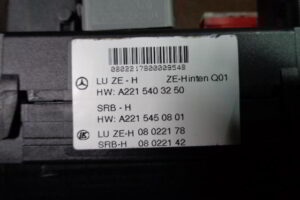 0802217800009548
LU ZE - H ZE-Hinten Q01
HW: A221 540 32 50
SRB - H
HW: A221 545 08 01
LU ZE-H 08 0221 78
SRB-H 08 0221 42